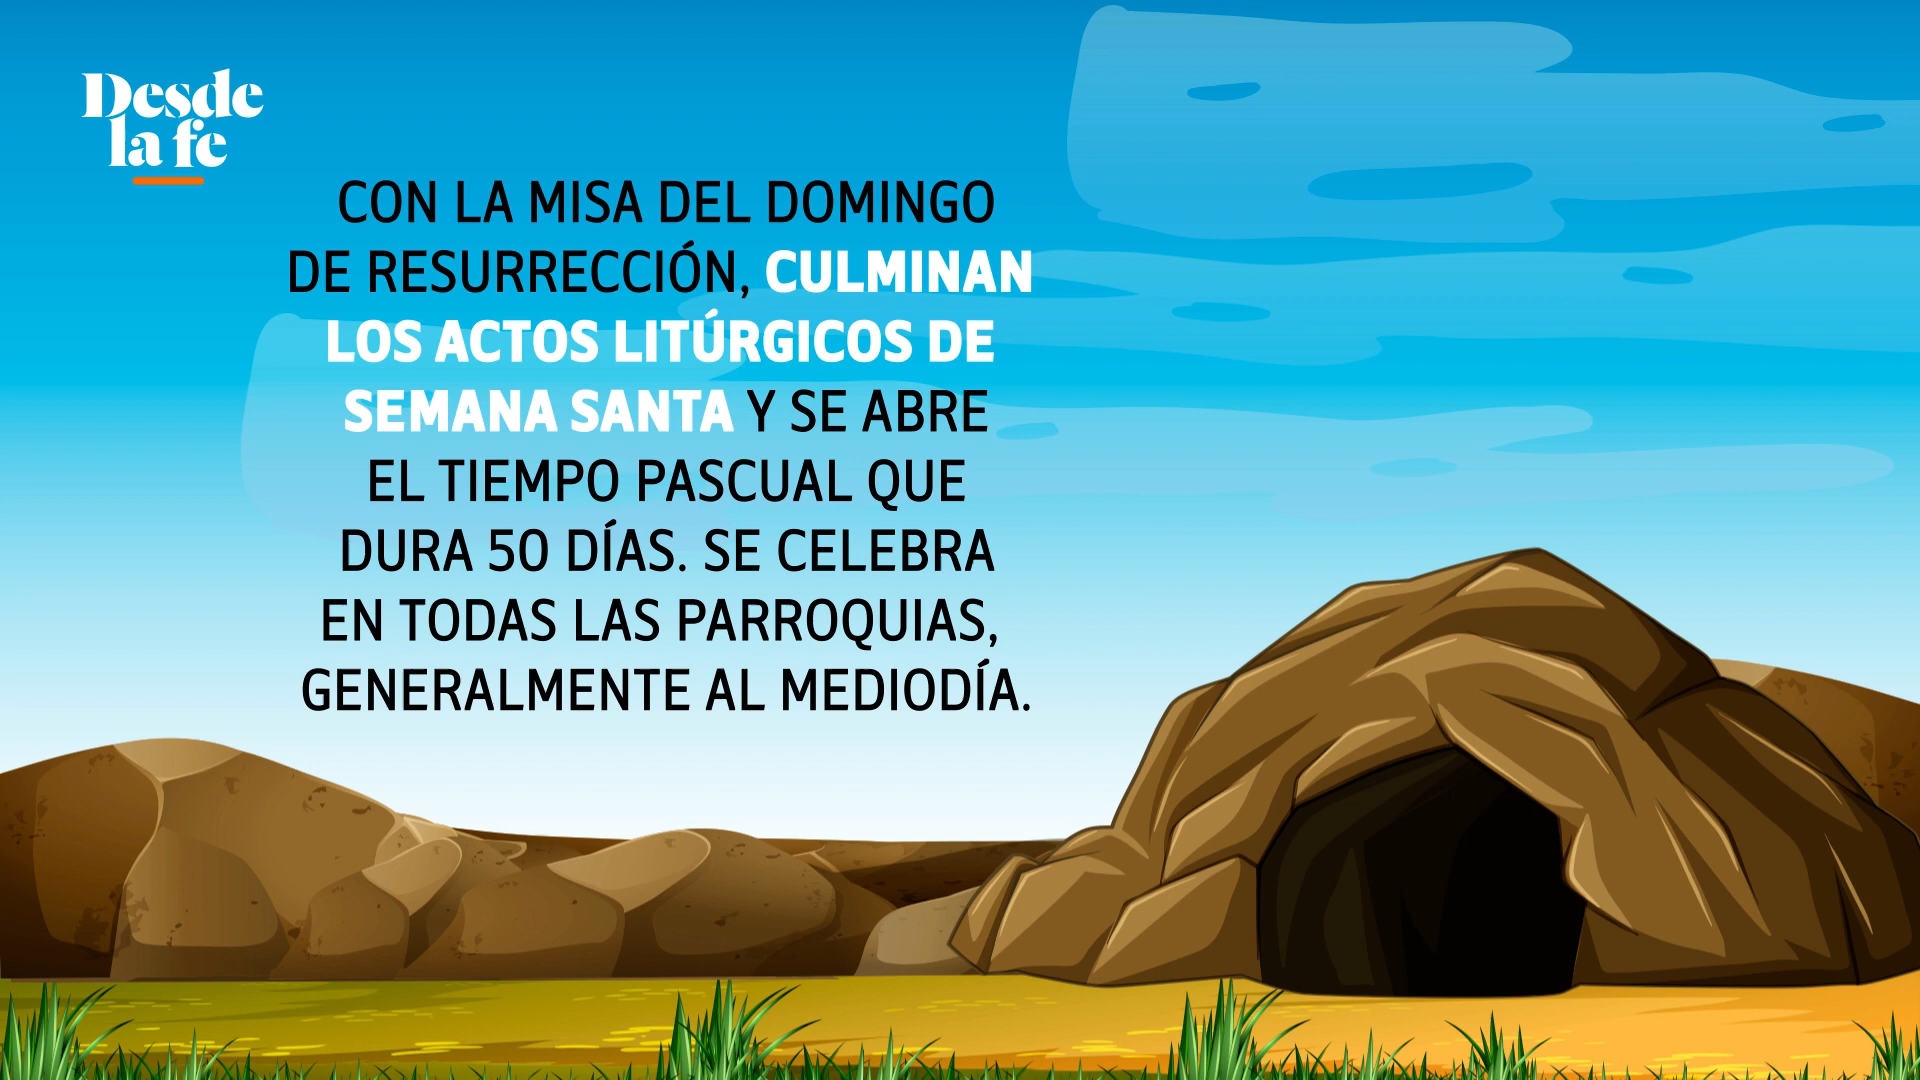 Desde
la fe
CON LA MISA DEL DOMINGO
DE RESURRECCIÓN, CULMINAN
LOS ACTOS LITÚRGICOS DE
SEMANA SANTA Y SE ABRE
EL TIEMPO PASCUAL QUE
DURA 50 DÍAS. SE CELEBRA
EN TODAS LAS PARROQUIAS,
GENERALMENTE AL MEDIODÍA.